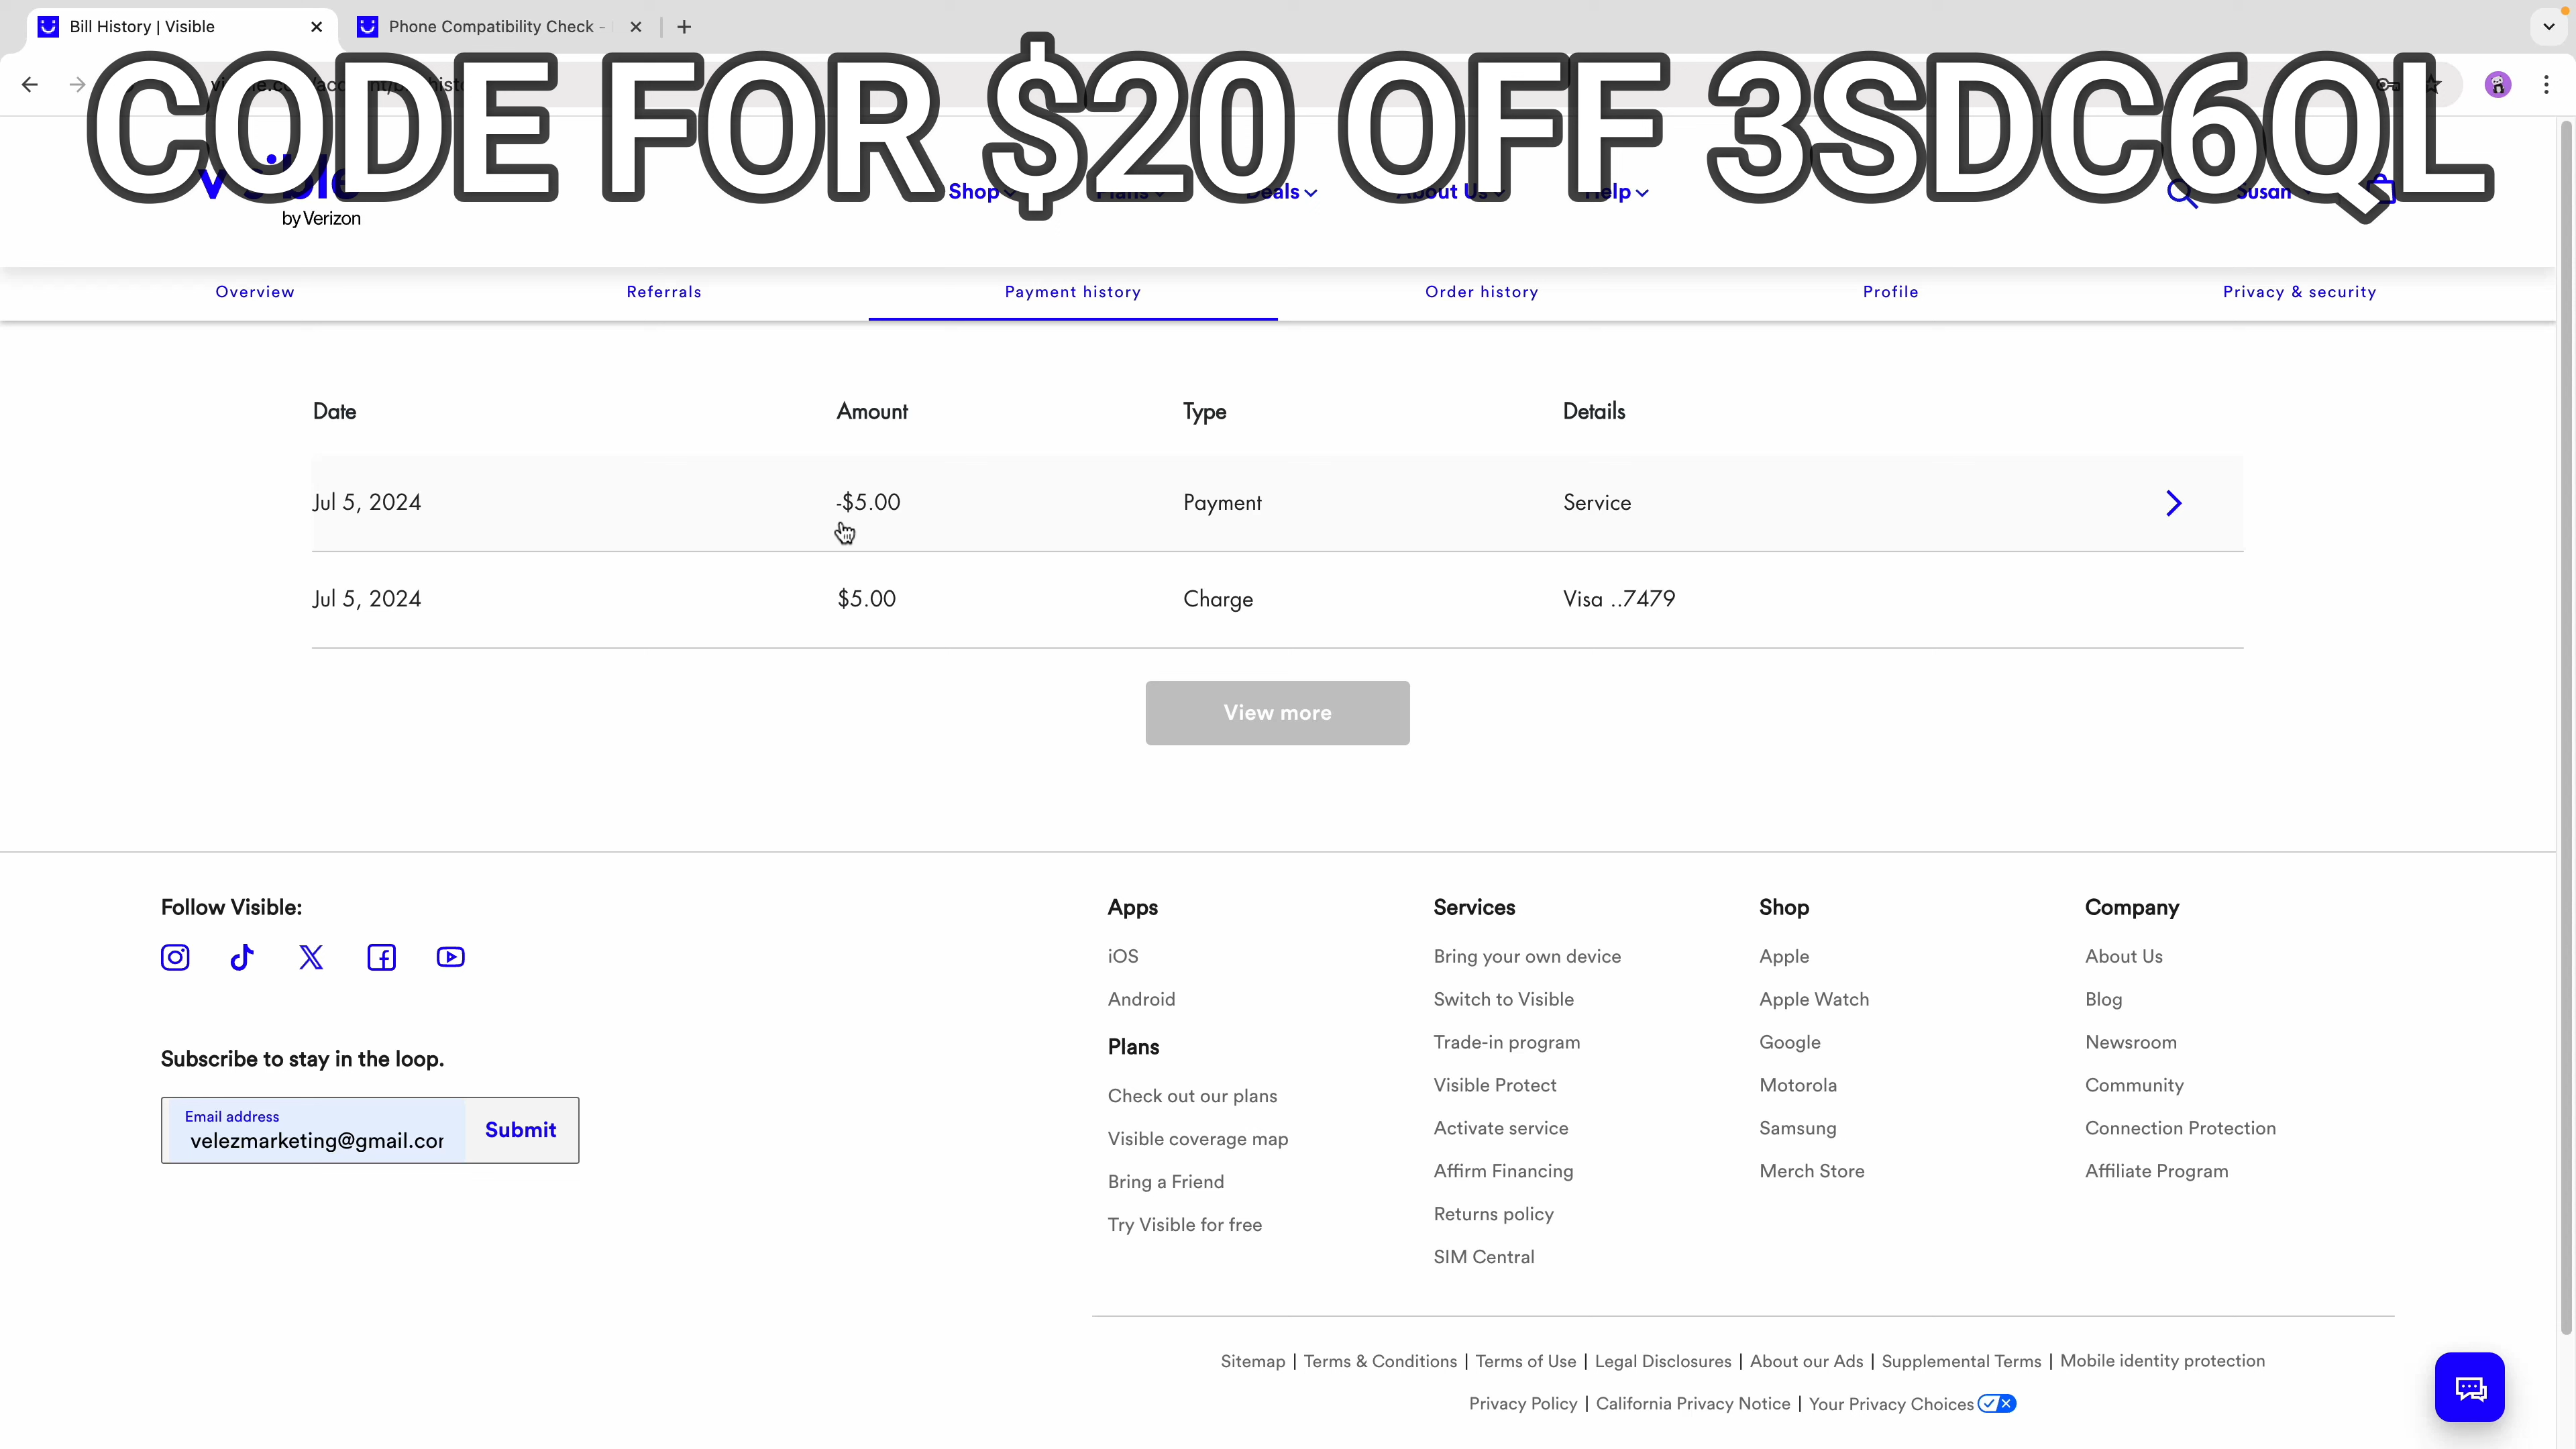 Bill History | Visible
Phone Compatibility Check -
CODE FOR $20 OFF 3SDC6QL
by Verizon
Shop Plans Deals About Us Help Susan
Overview Referrals Payment history Order history Profile Privacy & security
Date Amount Type Details
Jul 5, 2024 -$5.00 Payment Service
Jul 5, 2024 $5.00 Charge Visa ..7479
View more
Follow Visible:
Subscribe to stay in the loop.
Email address
velezmarketing@gmail.cor
Submit
Apps
iOS
Android
Plans
Check out our plans
Visible coverage map
Bring a Friend
Try Visible for free
Services
Bring your own device
Switch to Visible
Trade-in program
Visible Protect
Activate service
Affirm Financing
Returns policy
SIM Central
Shop
Apple
Apple Watch
Google
Motorola
Samsung
Merch Store
Company
About Us
Blog
Newsroom
Community
Connection Protection
Affiliate Program
Sitemap | Terms & Conditions | Terms of Use | Legal Disclosures | About our Ads | Supplemental Terms | Mobile identity protection
Privacy Policy | California Privacy Notice | Your Privacy Choices